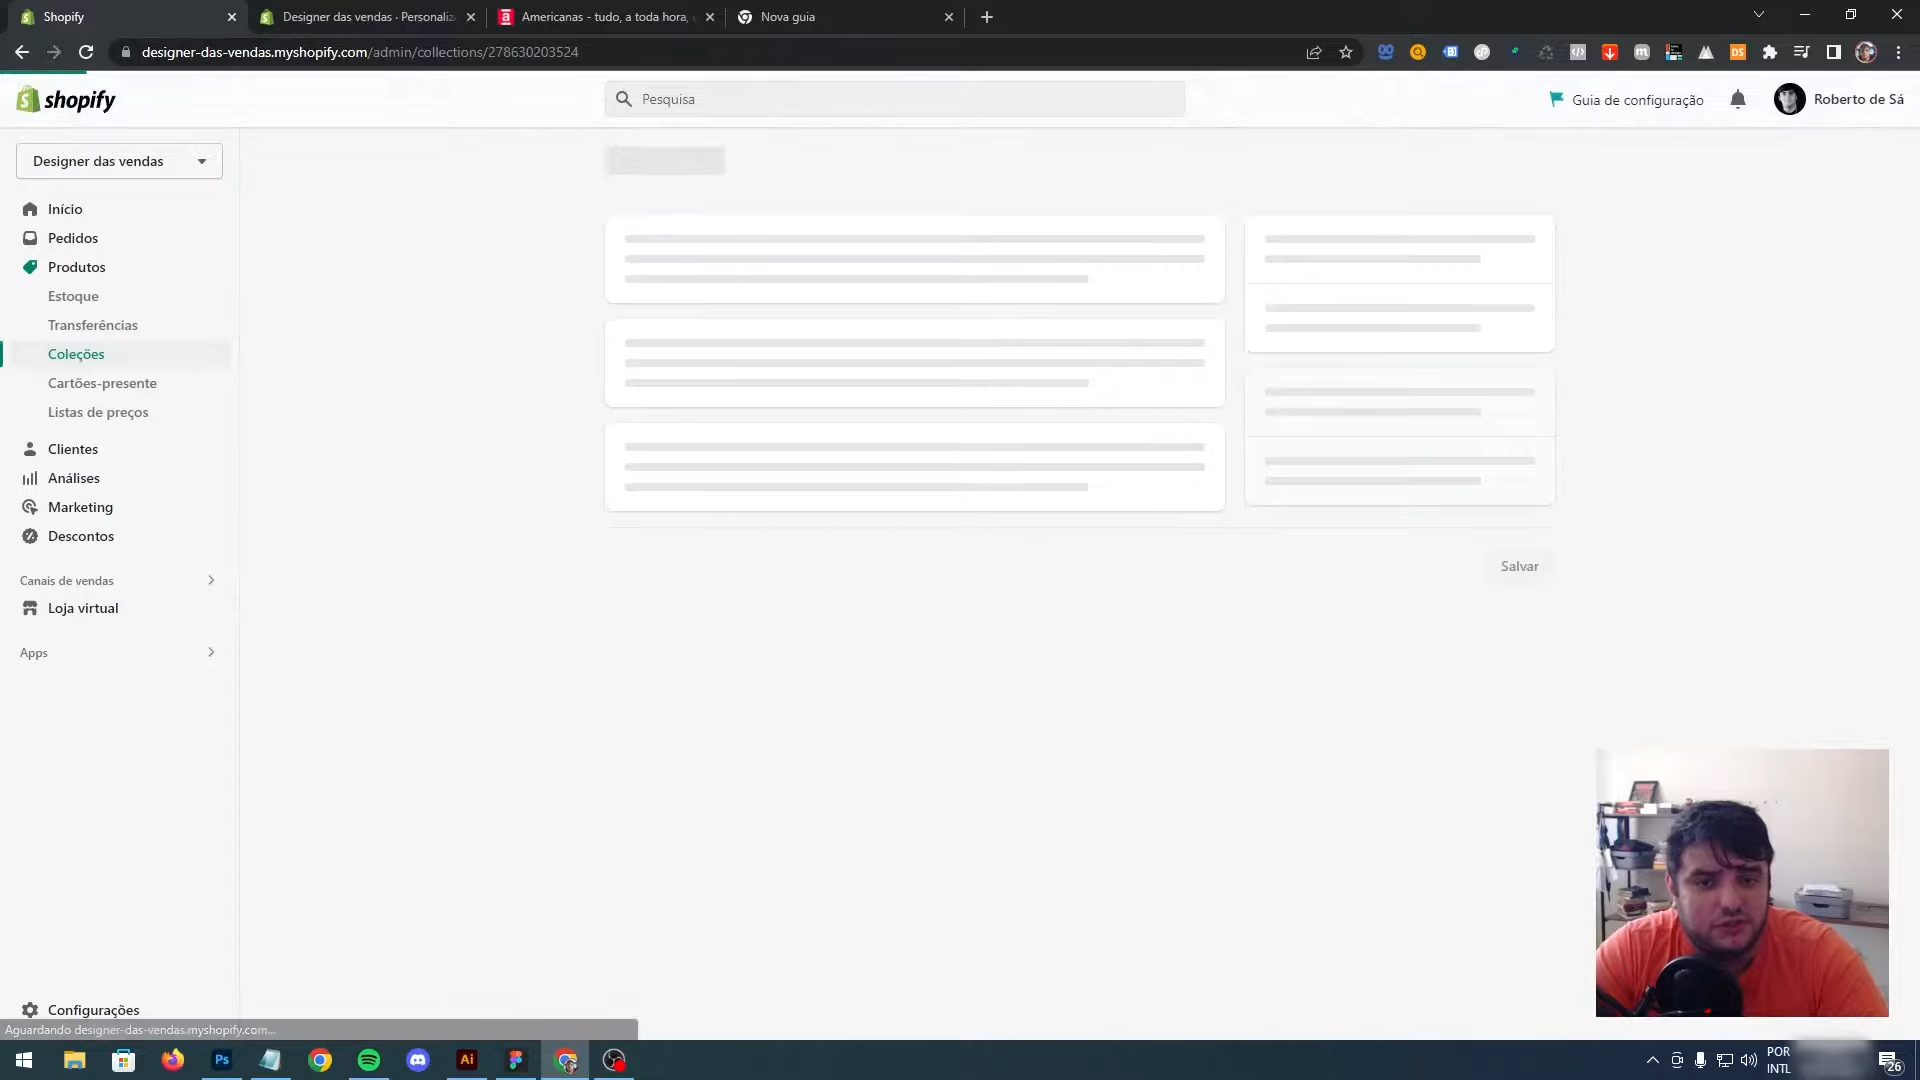 Shopify
Designer das vendas · Personaliz
Americanas - tudo, a toda hora,
Nova guia
designer-das-vendas.myshopify.com/admin/collections/278630203524
shopify
Pesquisa
Guia de configuração
Roberto de Sá
Designer das vendas
Início
Pedidos
Produtos
Estoque
Transferências
Coleções
Cartões-presente
Listas de preços
Clientes
Análises
Marketing
Descontos
Canais de vendas
Loja virtual
Apps
Salvar
Configurações
Aguardando designer-das-vendas.myshopify.com...
Ps
Ai
POR
INTL
26